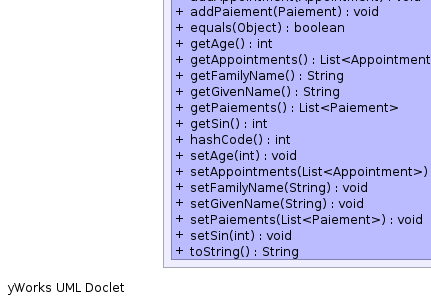 + addPaiement(Paiement) : void
+ equals(Object) : boolean
+ getAge() : int
+ getAppointments() : List<Appointment
+ getFamilyName() : String
+ getGivenName() : String
+ getPaiements() : List<Paiement>
+ getSin() : int
+ hashCode() : int
+ setAge(int) : void
+ setAppointments(List<Appointment>)
+ setFamilyName(String) : void
+ setGivenName(String) : void
+ setPaiements(List<Paiement>) : void
+ setSin(int) : void
+ toString() : String
yWorks UML Doclet